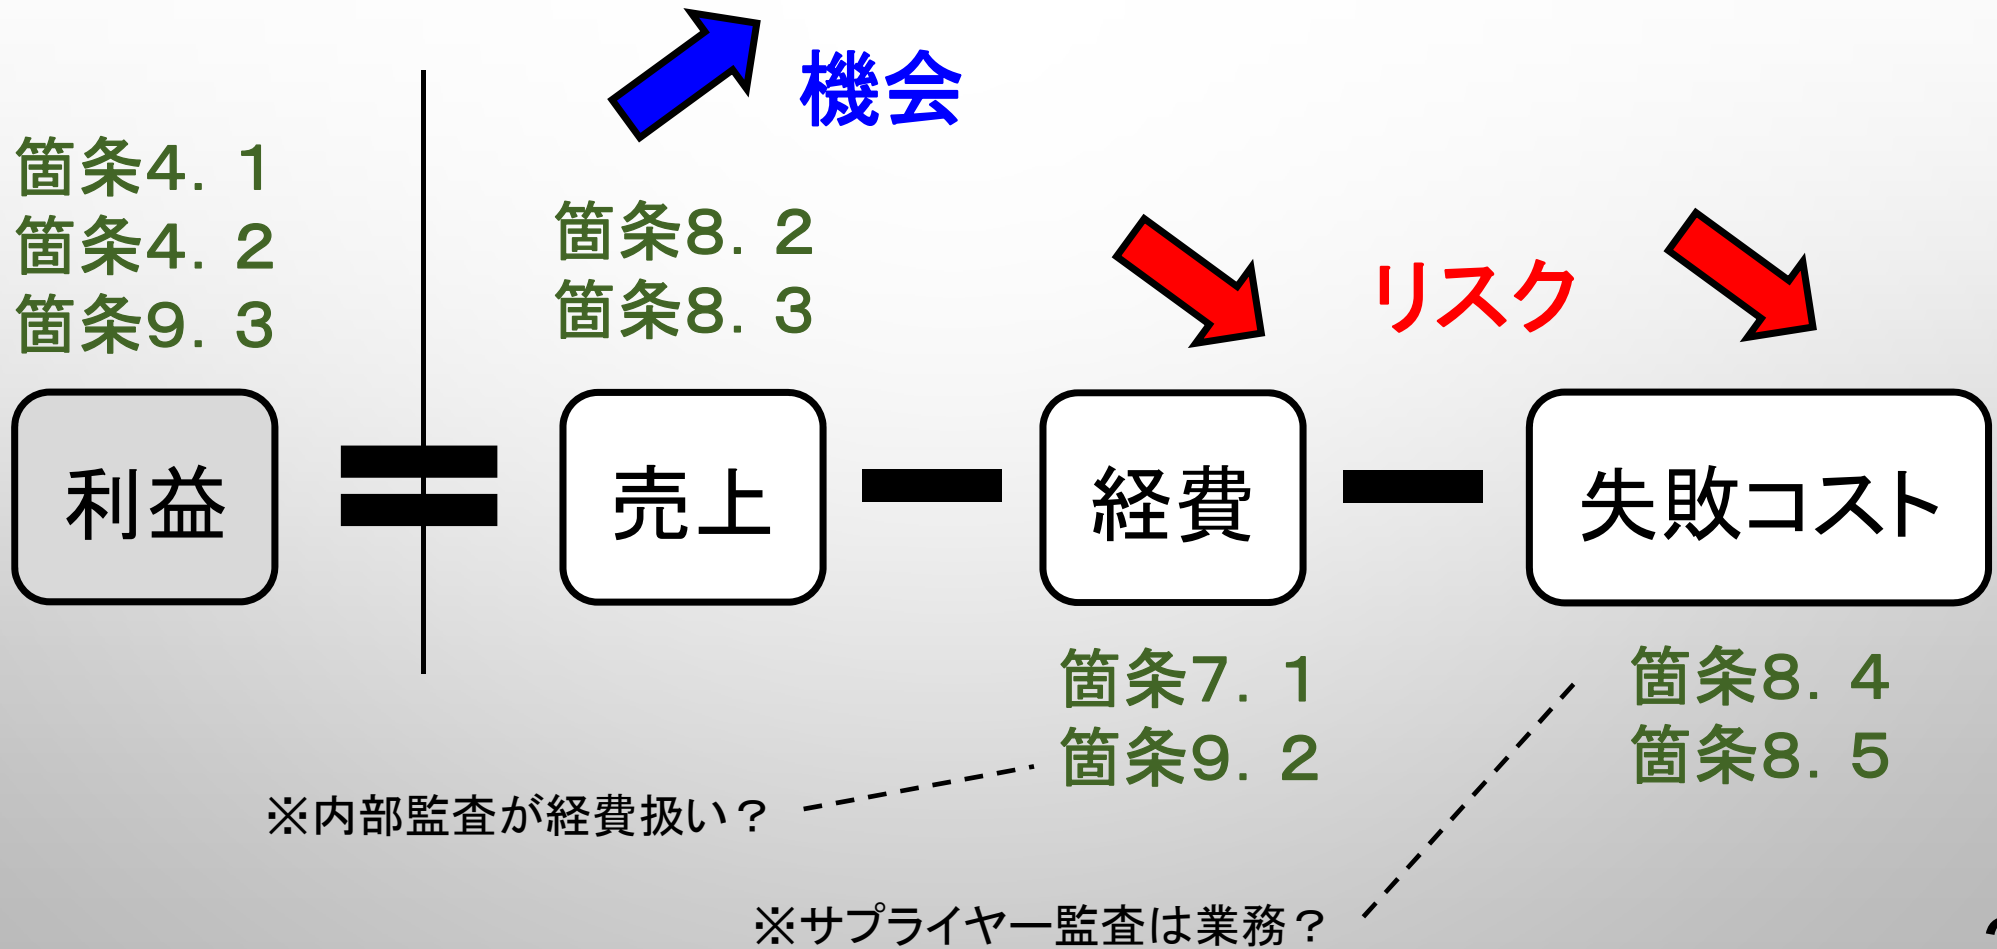 機会
箇条4．1
箇条4．2
箇条9．3
箇条8．2
箇条8．3
リスク
利益
売上
経費
失敗コスト
箇条7．1
箇条9．2
箇条8．4
箇条8．5
※内部監査が経費扱い？
※サプライヤー監査は業務？